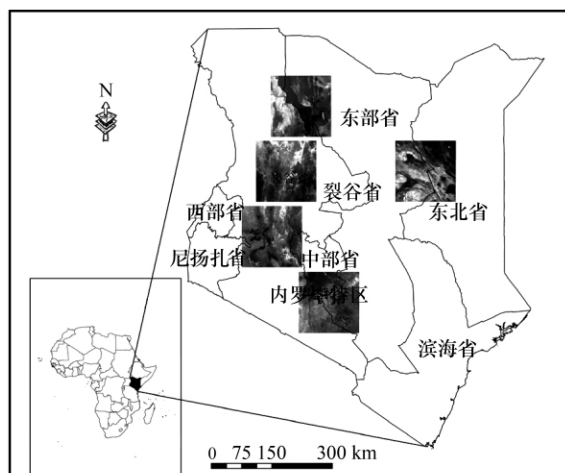 N
东部省
裂谷省
西部省
东北省
尼扬扎省
中部省
内罗毕特区
滨海省
0 75 150 300 km